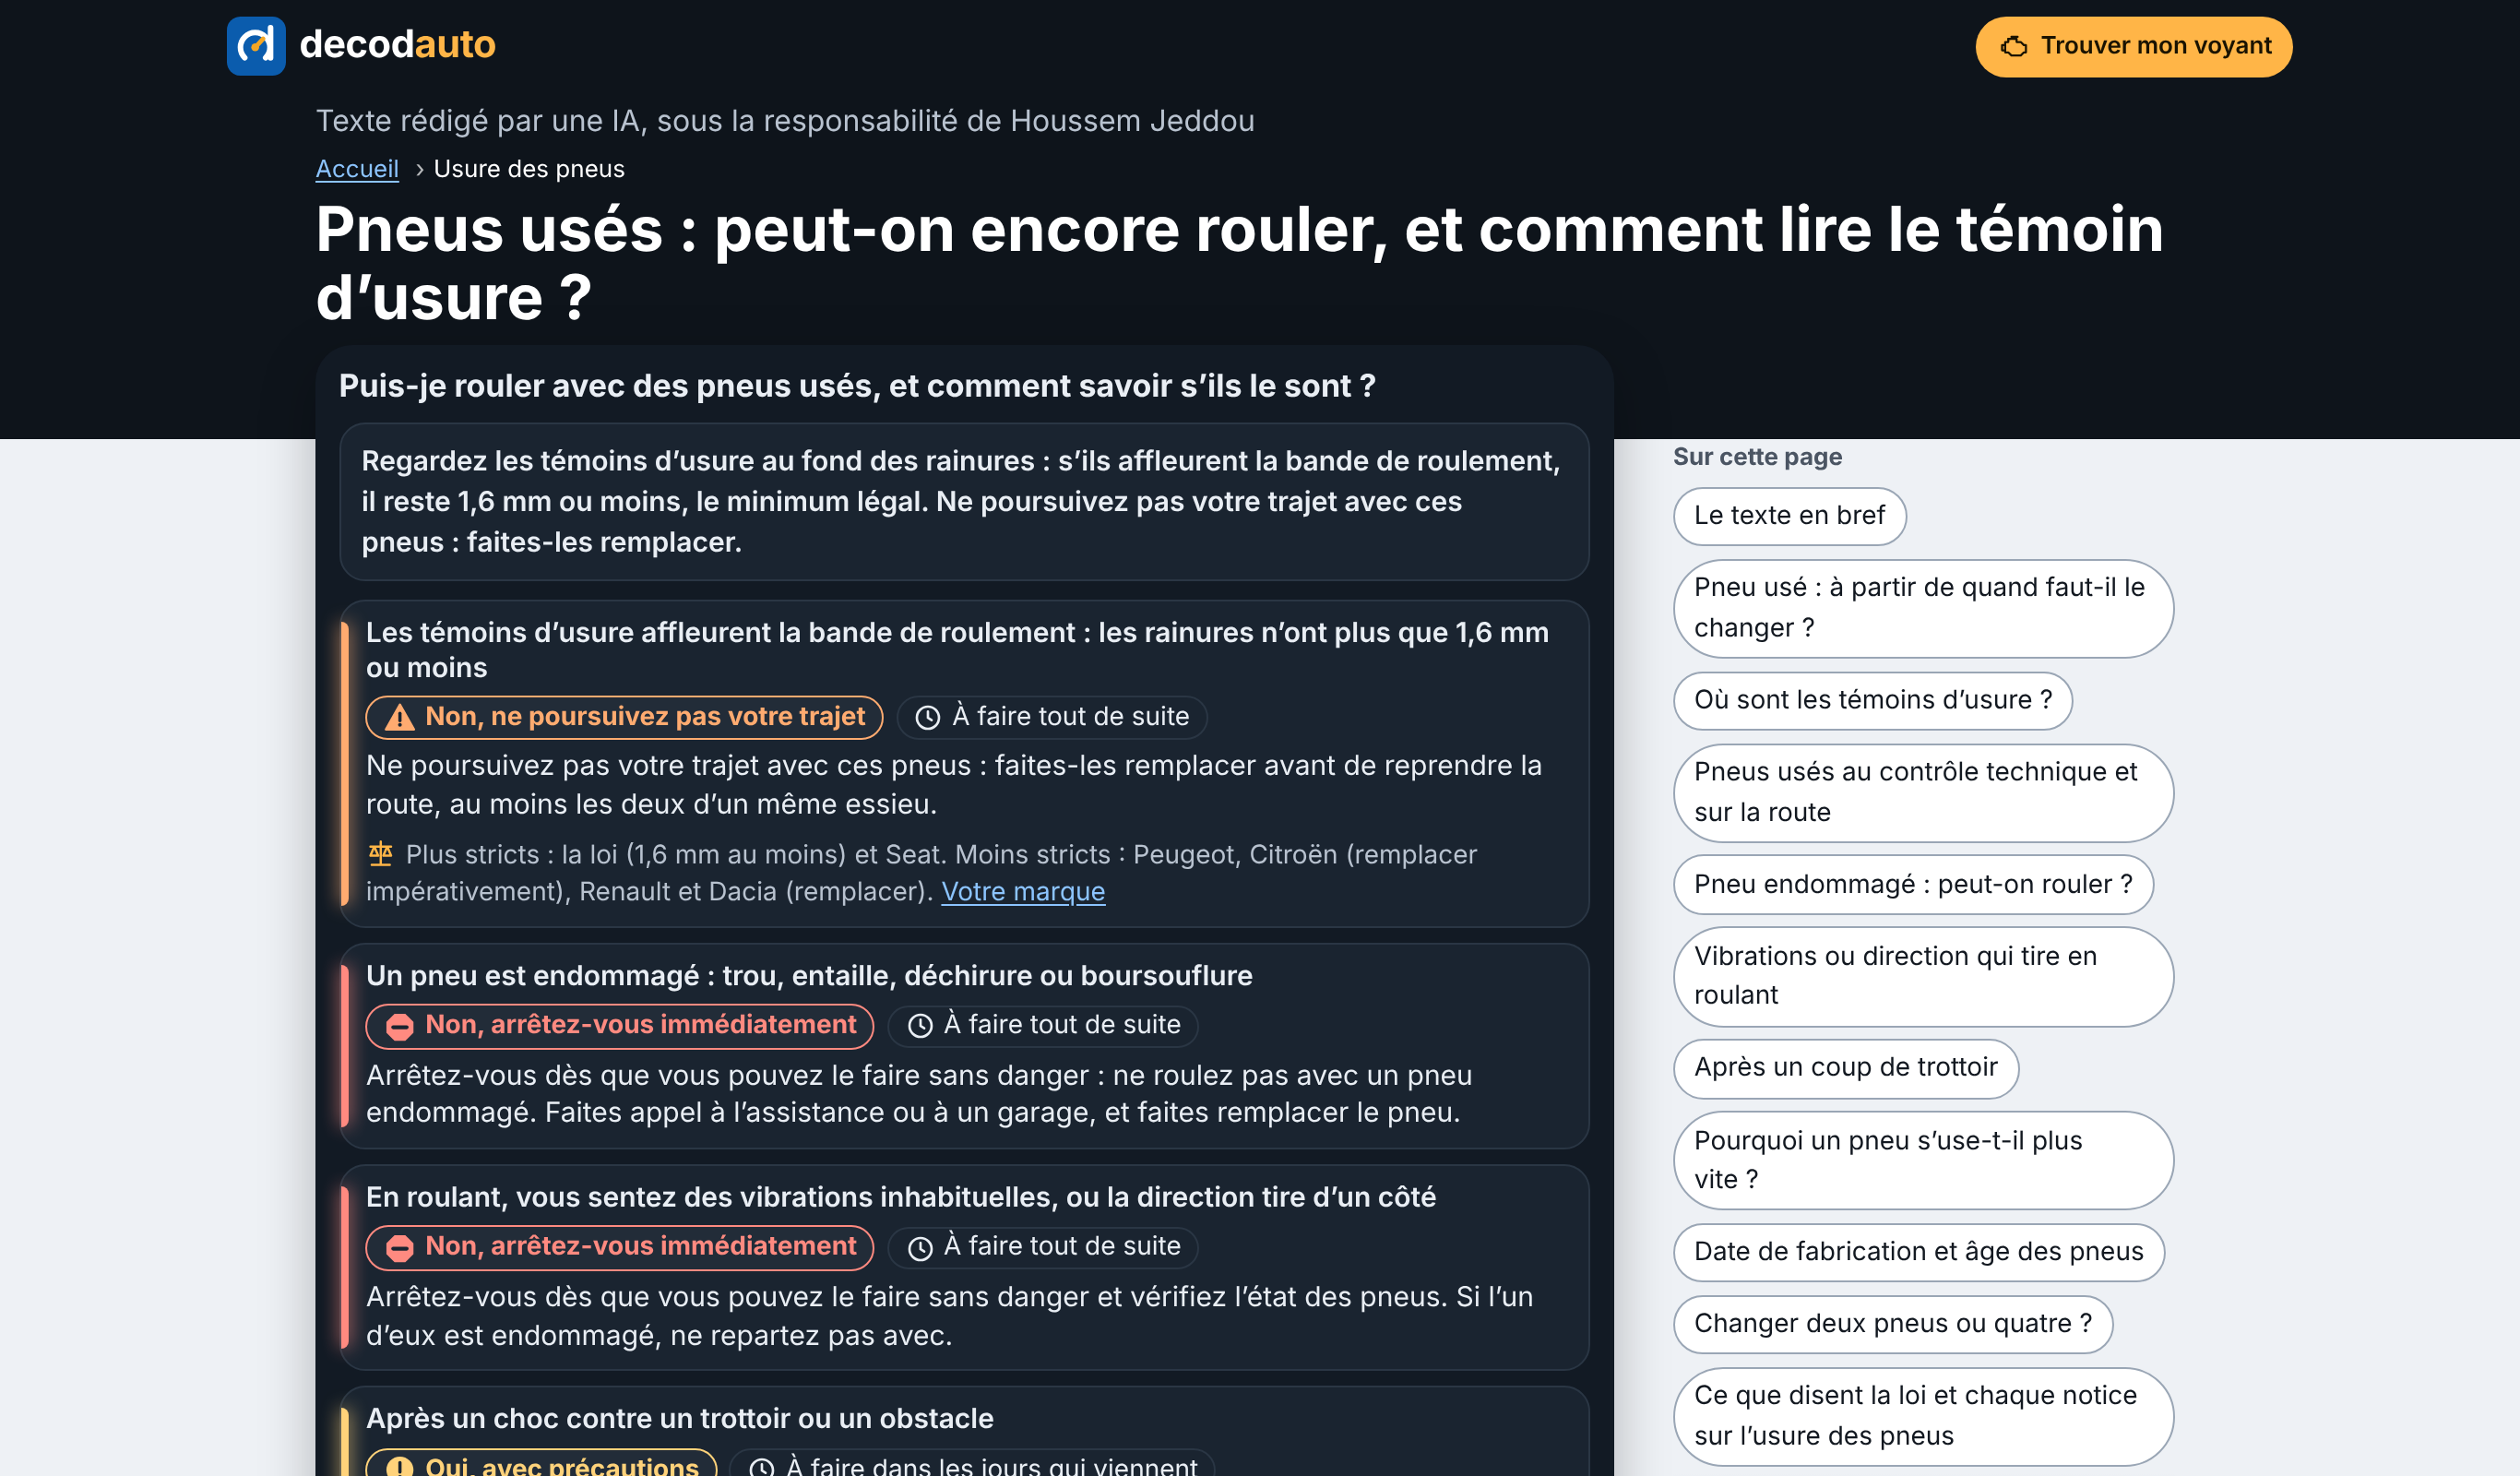 decodauto
Trouver mon voyant
Texte rédigé par une IA, sous la responsabilité de Houssem Jeddou
Accueil › Usure des pneus
Pneus usés : peut-on encore rouler, et comment lire le témoin
d’usure ?
Puis-je rouler avec des pneus usés, et comment savoir s’ils le sont ?
Regardez les témoins d’usure au fond des rainures : s’ils affleurent la bande de roulement,
il reste 1,6 mm ou moins, le minimum légal. Ne poursuivez pas votre trajet avec ces
pneus : faites-les remplacer.
Les témoins d’usure affleurent la bande de roulement : les rainures n’ont plus que 1,6 mm
ou moins
Non, ne poursuivez pas votre trajet
À faire tout de suite
Ne poursuivez pas votre trajet avec ces pneus : faites-les remplacer avant de reprendre la
route, au moins les deux d’un même essieu.
Plus stricts : la loi (1,6 mm au moins) et Seat. Moins stricts : Peugeot, Citroën (remplacer
impérativement), Renault et Dacia (remplacer). Votre marque
Un pneu est endommagé : trou, entaille, déchirure ou boursouflure
Non, arrêtez-vous immédiatement
À faire tout de suite
Arrêtez-vous dès que vous pouvez le faire sans danger : ne roulez pas avec un pneu
endommagé. Faites appel à l’assistance ou à un garage, et faites remplacer le pneu.
En roulant, vous sentez des vibrations inhabituelles, ou la direction tire d’un côté
Non, arrêtez-vous immédiatement
À faire tout de suite
Arrêtez-vous dès que vous pouvez le faire sans danger et vérifiez l’état des pneus. Si l’un
d’eux est endommagé, ne repartez pas avec.
Après un choc contre un trottoir ou un obstacle
Oui, avec précautions
À faire dans les jours qui viennent
Sur cette page
Le texte en bref
Pneu usé : à partir de quand faut-il le
changer ?
Où sont les témoins d’usure ?
Pneus usés au contrôle technique et
sur la route
Pneu endommagé : peut-on rouler ?
Vibrations ou direction qui tire en
roulant
Après un coup de trottoir
Pourquoi un pneu s’use-t-il plus
vite ?
Date de fabrication et âge des pneus
Changer deux pneus ou quatre ?
Ce que disent la loi et chaque notice
sur l’usure des pneus